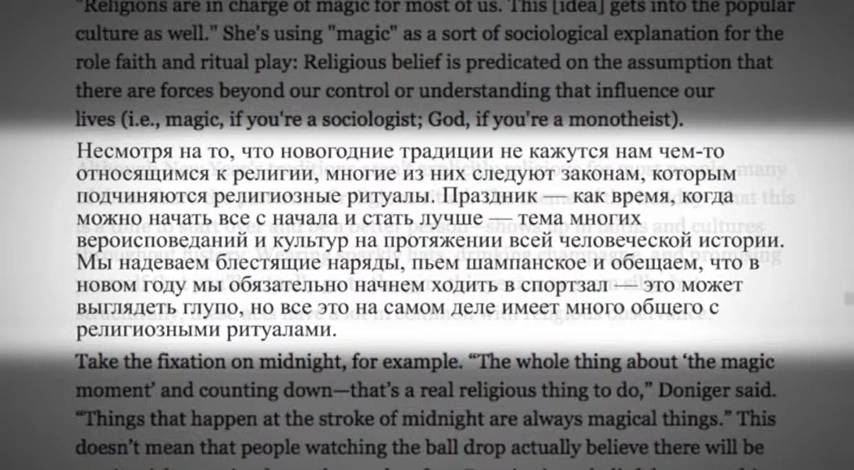 "Religions are in charge of magic for most of us. This [idea] gets into the popular
culture as well." She's using "magic" as a sort of sociological explanation for the
role faith and ritual play: Religious belief is predicated on the assumption that
there are forces beyond our control or understanding that influence our
lives (i.e., magic, if you're a sociologist; God, if you're a monotheist).
Несмотря на то, что новогодние традиции не кажутся нам чем-то
относящимся к религии, многие из них следуют законам, которым
подчиняются религиозные ритуалы. Праздник — как время, когда
можно начать все с начала и стать лучше — тема многих
вероисповеданий и культур на протяжении всей человеческой истории.
Мы надеваем блестящие наряды, пьем шампанское и обещаем, что в
новом году мы обязательно начнем ходить в спортзал — это может
выглядеть глупо, но все это на самом деле имеет много общего с
религиозными ритуалами.
Take the fixation on midnight, for example. “The whole thing about ‘the magic
moment’ and counting down—that’s a real religious thing to do,” Doniger said.
“Things that happen at the stroke of midnight are always magical things.” This
doesn’t mean that people watching the ball drop actually believe there will be